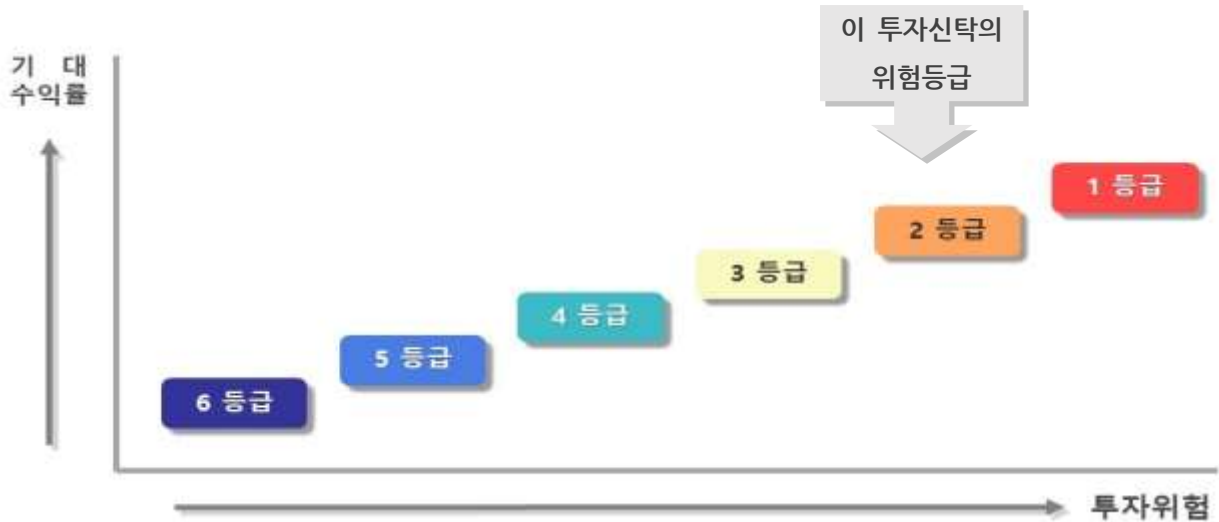 이 투자신탁의
위험등급
기 대
수익률
1 등급
2 등급
3 등급
4 등급
5 등급
6 등급
투자위험